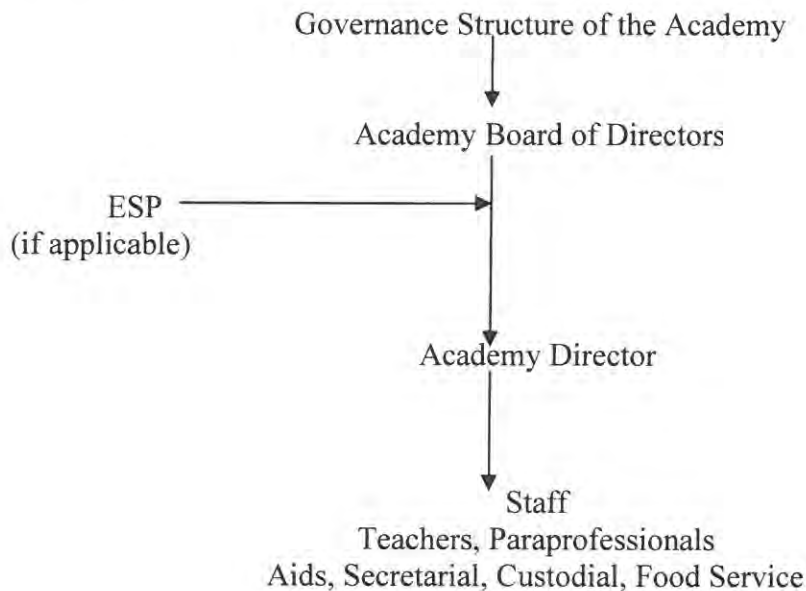 Governance Structure of the Academy
Academy Board of Directors
ESP
(if applicable)
Academy Director
Staff
Teachers, Paraprofessionals
Aids, Secretarial, Custodial, Food Service